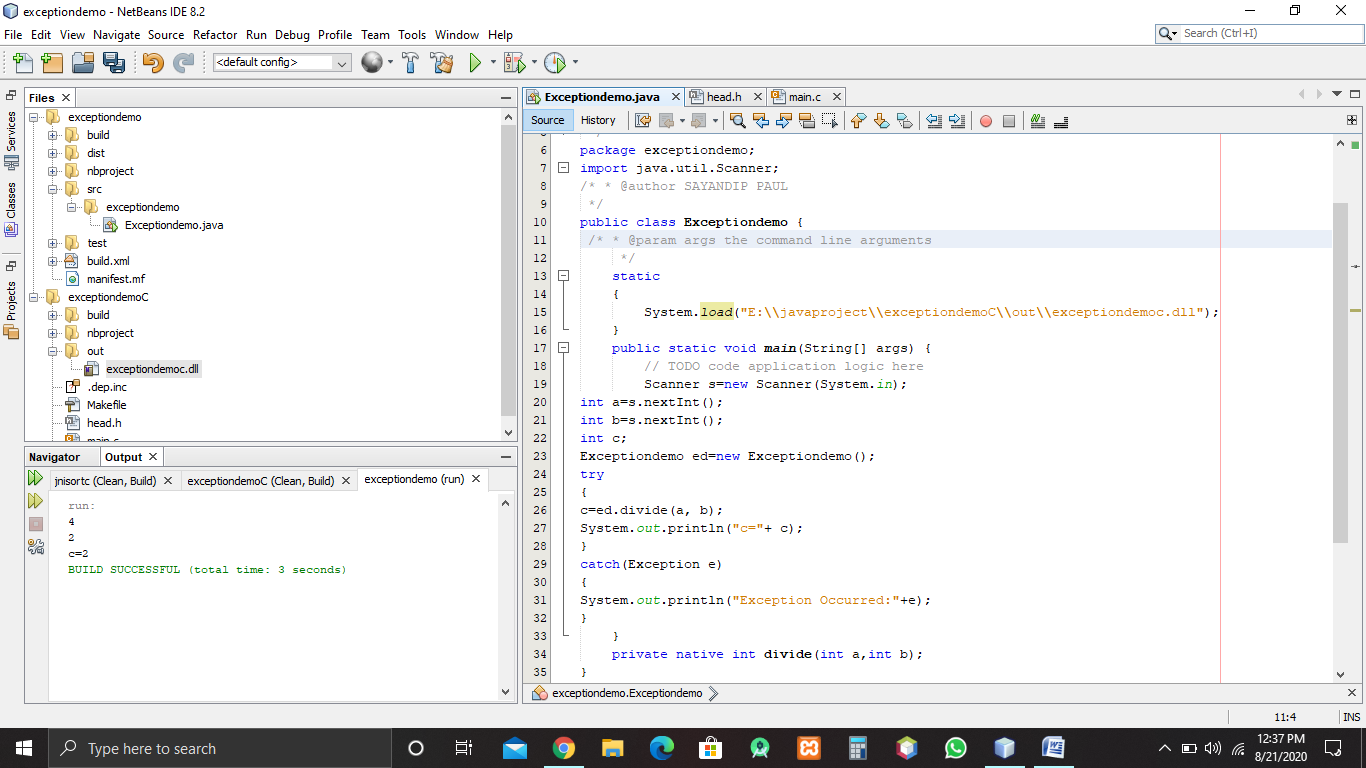 exceptiondemo - NetBeans IDE 8.2
File Edit View Navigate Source Refactor Run Debug Profile Team Tools Window Help
Search (Ctrl+I)
<default config>
Services
Classes
Projects
Files
exceptiondemo
build
dist
nbproject
src
exceptiondemo
Exceptiondemo.java
test
build.xml
manifest.mf
exceptiondemoC
build
nbproject
out
exceptiondemoc.dll
.dep.inc
Makefile
head.h
main.c
Navigator Output
jnisortc (Clean, Build) exceptiondemoC (Clean, Build) exceptiondemo (run)
run:
4
2
c=2
BUILD SUCCESSFUL (total time: 3 seconds)
Exceptiondemo.java head.h main.c
Source History
6 package exceptiondemo;
7 import java.util.Scanner;
8 /* * @author SAYANDIP PAUL
9 */
10 public class Exceptiondemo {
11 /* * @param args the command line arguments
12 */
13 static
14 {
15 System.load("E:\\javaproject\\exceptiondemoC\\out\\exceptiondemoc.dll");
16 }
17 public static void main(String[] args) {
18 // TODO code application logic here
19 Scanner s=new Scanner(System.in);
20 int a=s.nextInt();
21 int b=s.nextInt();
22 int c;
23 Exceptiondemo ed=new Exceptiondemo();
24 try
25 {
26 c=ed.divide(a, b);
27 System.out.println("c="+ c);
28 }
29 catch(Exception e)
30 {
31 System.out.println("Exception Occurred:"+e);
32 }
33 }
34 private native int divide(int a,int b);
35 }
exceptiondemo.Exceptiondemo
11:4 INS
Type here to search
12:37 PM
8/21/2020